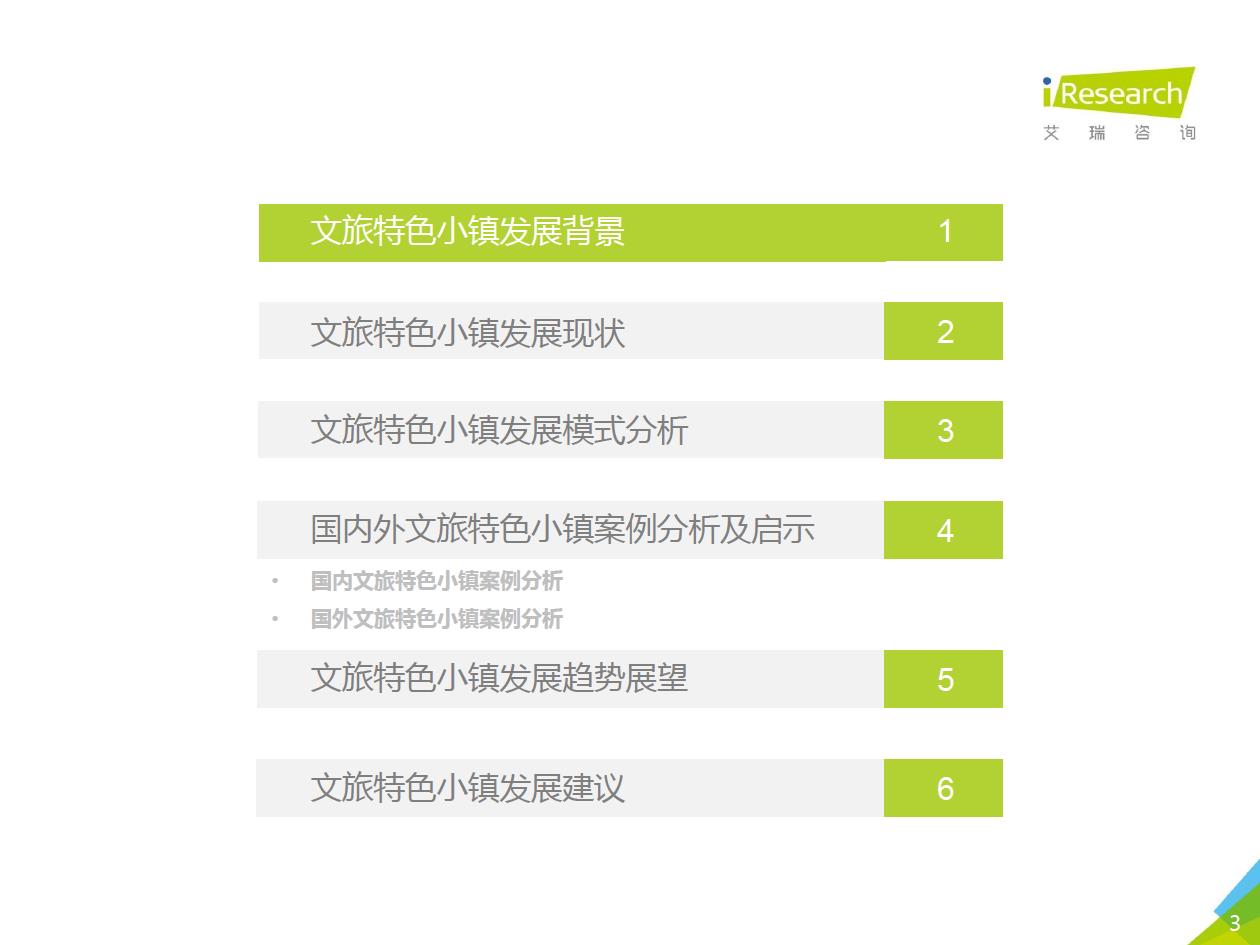 iResearch
艾瑞咨询
文旅特色小镇发展背景 1
文旅特色小镇发展现状 2
文旅特色小镇发展模式分析 3
国内外文旅特色小镇案例分析及启示 4
• 国内文旅特色小镇案例分析
• 国外文旅特色小镇案例分析
文旅特色小镇发展趋势展望 5
文旅特色小镇发展建议 6
3